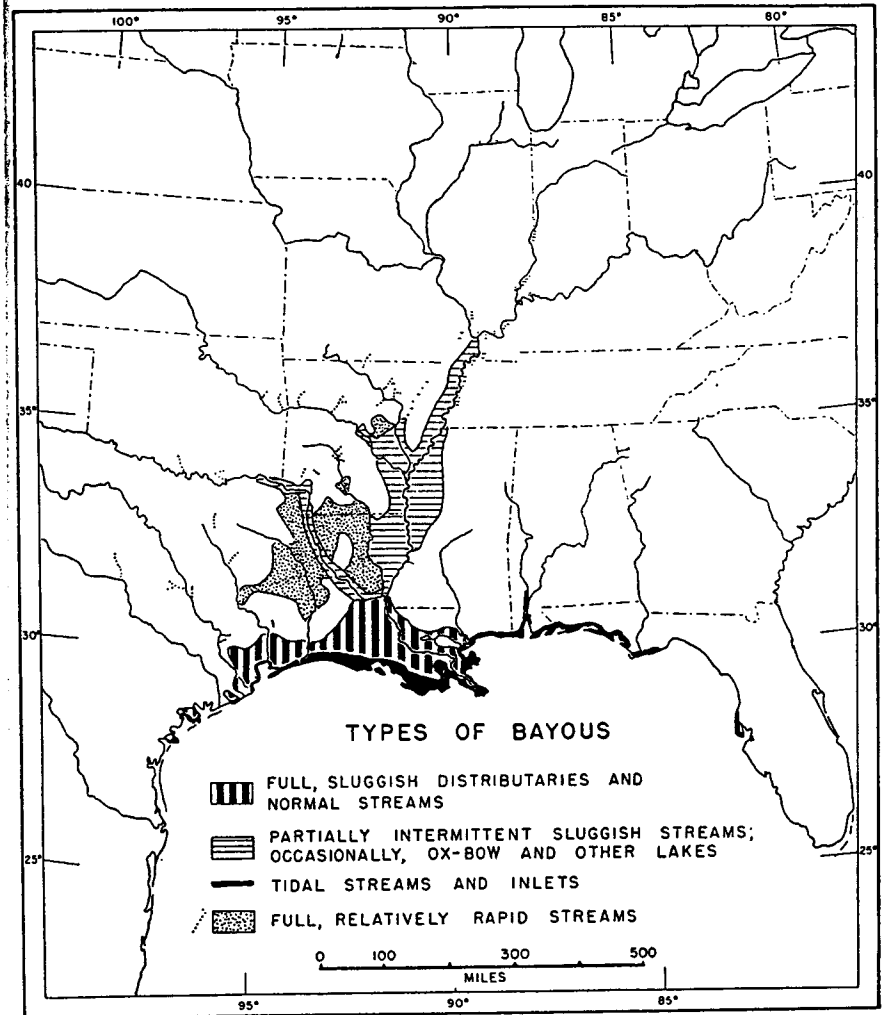 100° 95° 90° 85° 80°
40 40
35° 35°
30° 30°
TYPES OF BAYOUS
FULL, SLUGGISH DISTRIBUTARIES AND
NORMAL STREAMS
PARTIALLY INTERMITTENT SLUGGISH STREAMS;
OCCASIONALLY, OX-BOW AND OTHER LAKES
25° 25°
TIDAL STREAMS AND INLETS
FULL, RELATIVELY RAPID STREAMS
0 100 300 500
MILES
95° 90° 85°